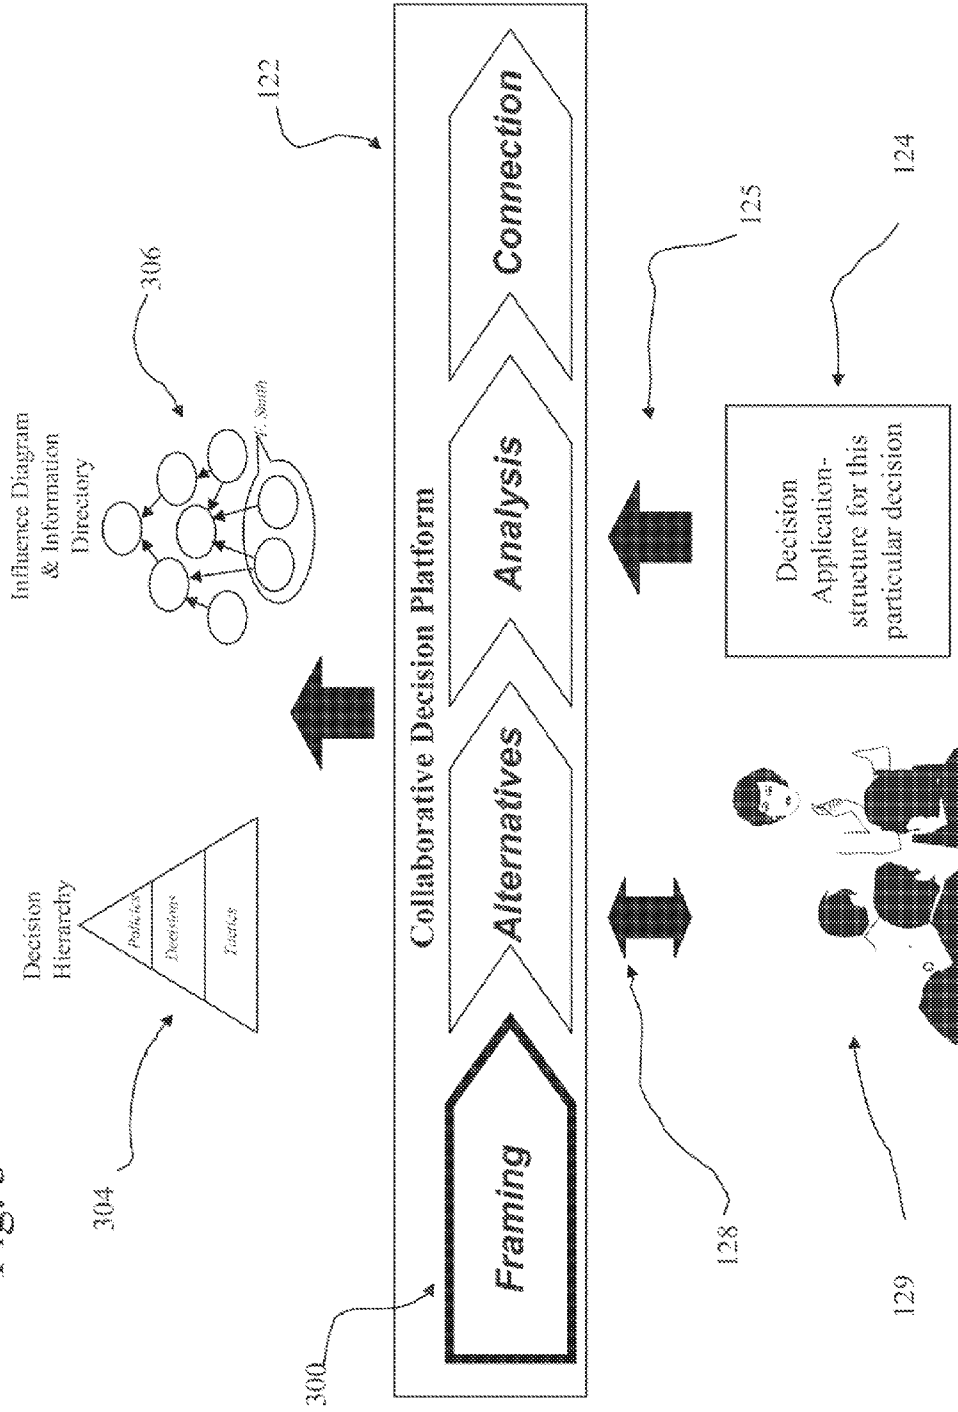 Decision
Hierarchy
Policies
Decisions
Tactics
304
Influence Diagram
& Information
Directory
Smith
306
122
Collaborative Decision Platform
300
Framing
Alternatives
Analysis
Connection
128
125
129
Decision
Application-
structure for this
particular decision
124